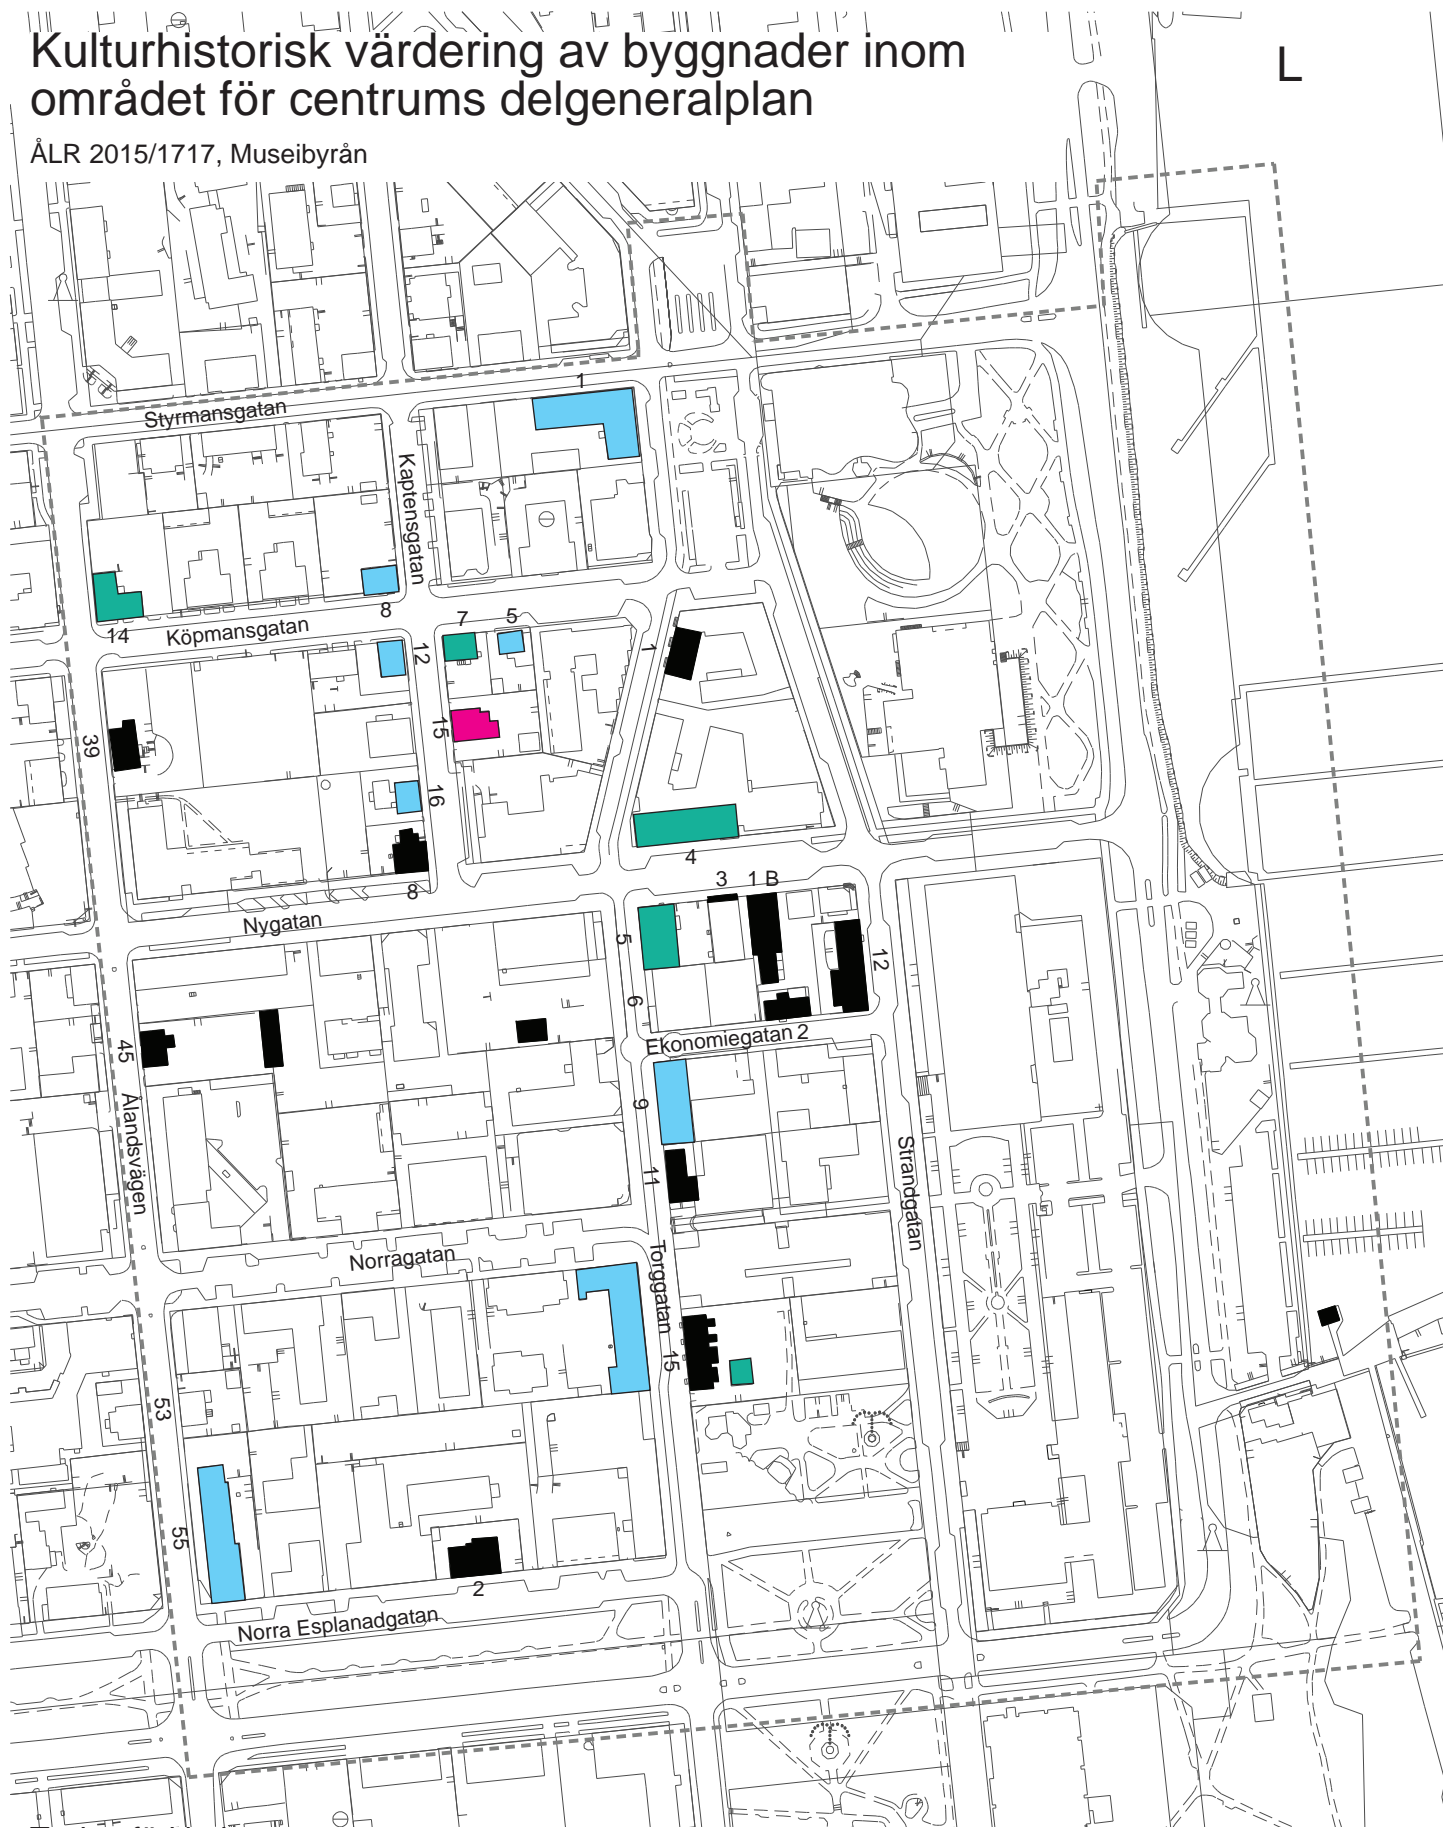 Kulturhistorisk värdering av byggnader inom
området för centrums delgeneralplan
L
ÅLR 2015/1717, Museibyrån
1
Styrmansgatan
Kaptensgatan
8
14
Köpmansgatan
7
5
12
1
15
39
16
4
8
3
1 B
Nygatan
5
12
6
Ekonomiegatan 2
45
9
Ålandsvägen
11
Strandgatan
Norragatan
Torggatan
15
53
55
2
Norra Esplanadgatan